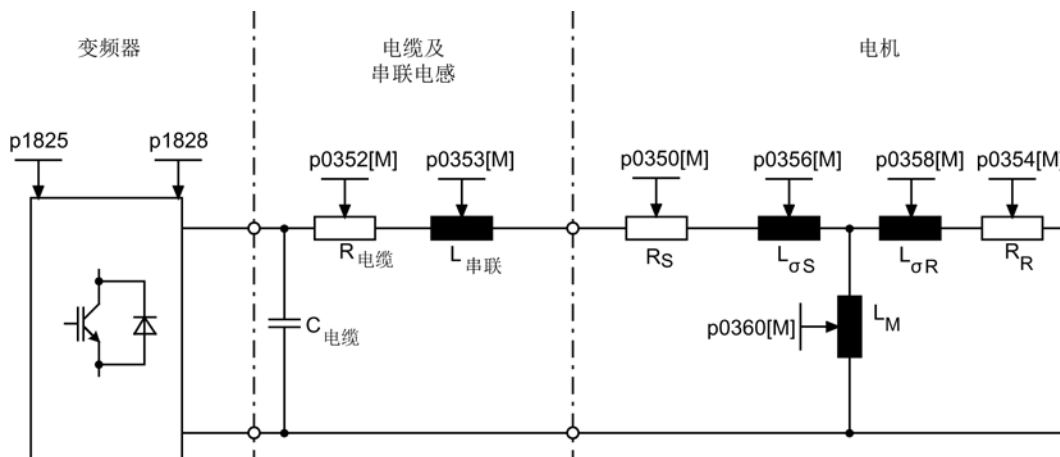 变频器
电缆及
串联电感
电机
p1825
p1828
p0352[M]
p0353[M]
p0350[M]
p0356[M]
p0358[M]
p0354[M]
R电缆
L串联
RS
LσS
LσR
RR
C电缆
p0360[M]
LM